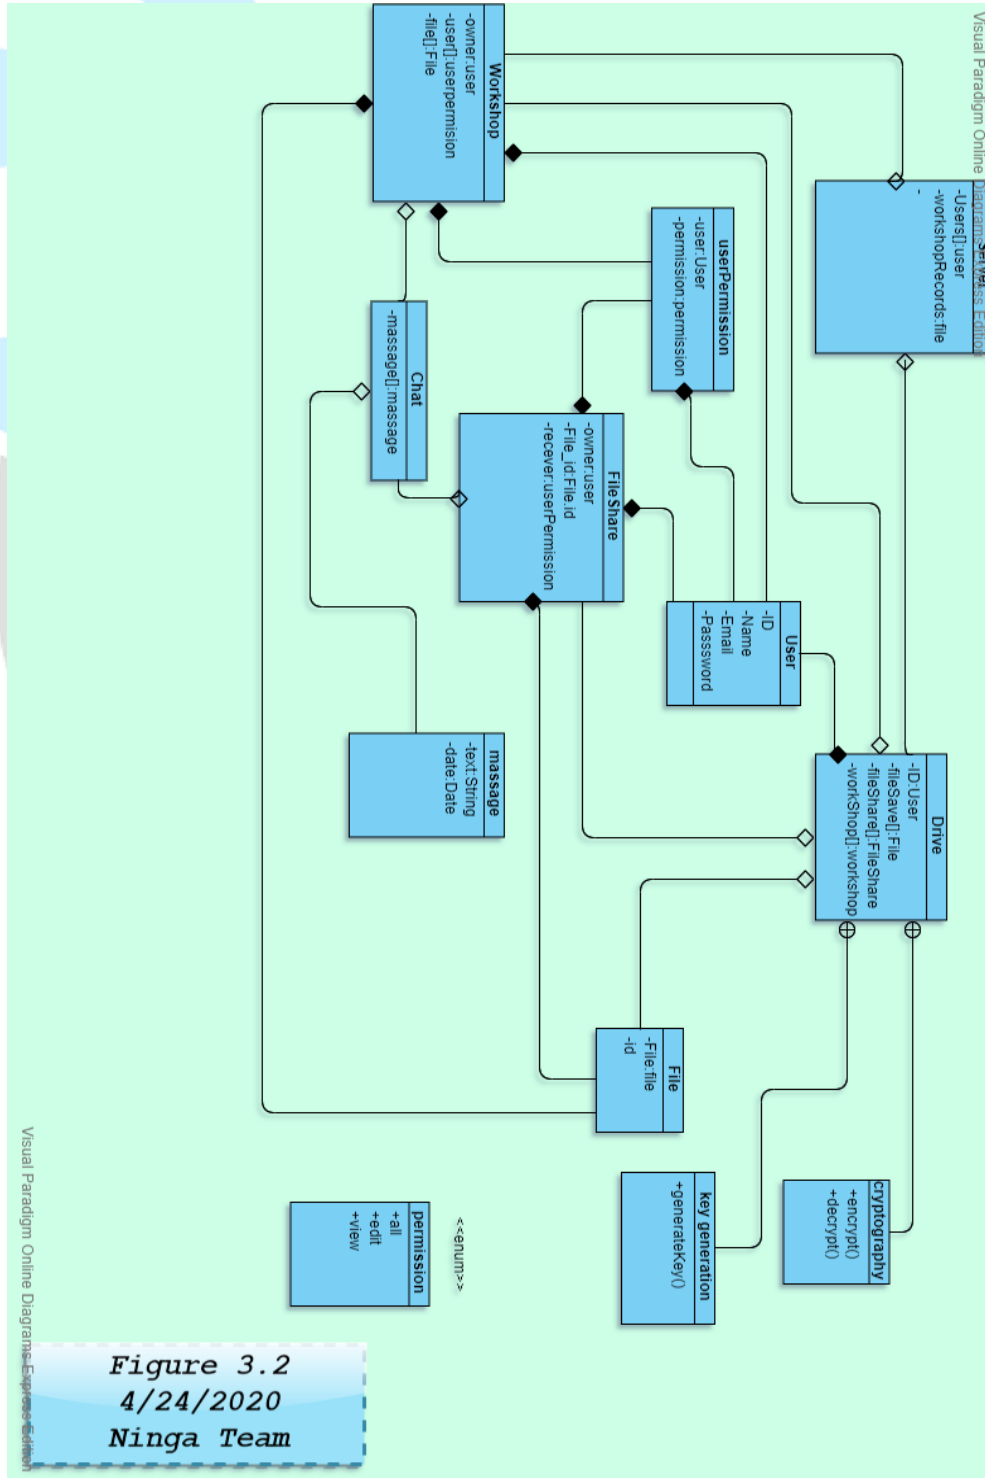 Visual Paradigm Online Diagrams Express Edition
-Users[]:user
-workshopRecords:file
-
Workshop
-owner:user
-user[]:userpermision
-file[]:File
userPermission
-user:User
-permission:permission
Chat
-massage[]:massage
FileShare
-owner:user
-File_id:File.id
-recever:userPermission
User
-ID
-Name
-Email
-Passsword
massage
-text:String
-date:Date
Drive
-ID:User
-fileSave[]:File
-fileShare[]:FileShare
-workShop[]:workshop
File
-File:file
-id
cryptography
+encrypt()
+decrypt()
key generation
+generateKey()
<<enum>>
permission
+all
+edit
+view
Figure 3.2
4/24/2020
Ninga Team
Visual Paradigm Online Diagrams Express Edition